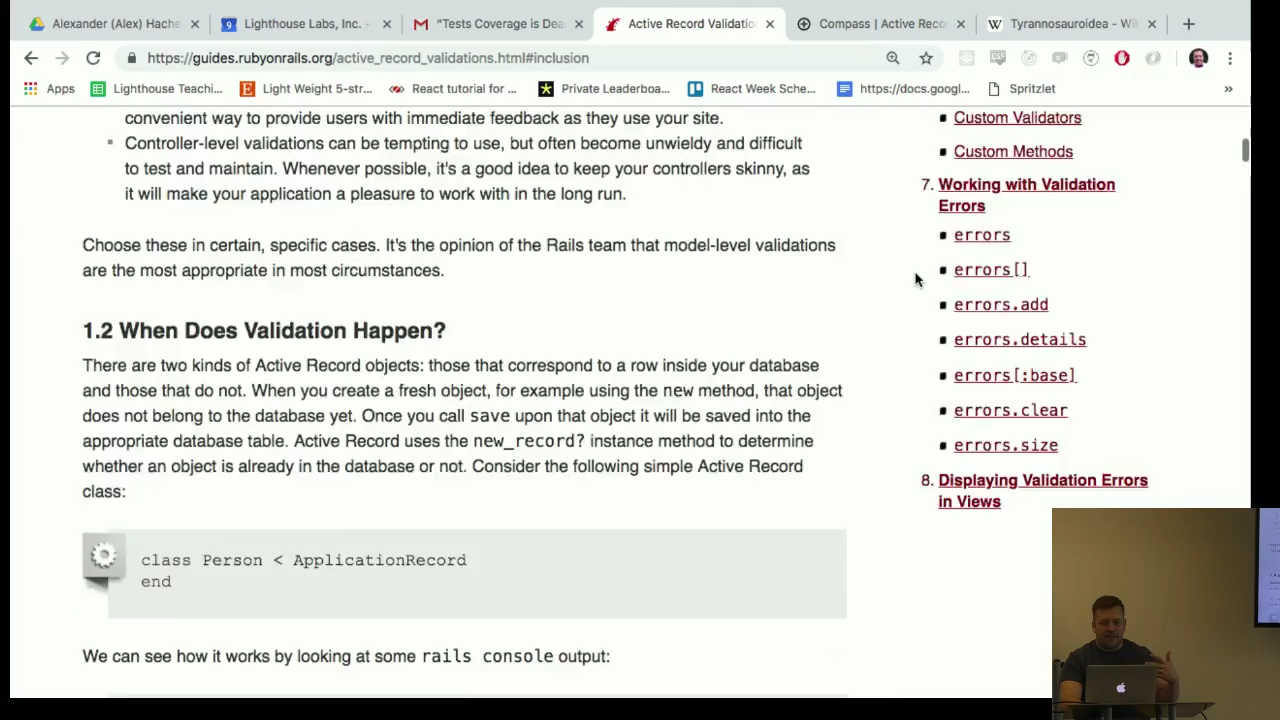 Alexander (Alex) Hache
Lighthouse Labs, Inc. -
"Tests Coverage is Dea
Active Record Validatio
Compass | Active Reco
Tyrannosauroidea - Wi
https://guides.rubyonrails.org/active_record_validations.html#inclusion
Apps
Lighthouse Teachi...
Light Weight 5-str...
React tutorial for ...
Private Leaderboa...
React Week Sche...
https://docs.googl...
Spritzlet
»
convenient way to provide users with immediate feedback as they use your site.
Controller-level validations can be tempting to use, but often become unwieldy and difficult
to test and maintain. Whenever possible, it's a good idea to keep your controllers skinny, as
it will make your application a pleasure to work with in the long run.
Choose these in certain, specific cases. It's the opinion of the Rails team that model-level validations
are the most appropriate in most circumstances.
1.2 When Does Validation Happen?
There are two kinds of Active Record objects: those that correspond to a row inside your database
and those that do not. When you create a fresh object, for example using the new method, that object
does not belong to the database yet. Once you call save upon that object it will be saved into the
appropriate database table. Active Record uses the new_record? instance method to determine
whether an object is already in the database or not. Consider the following simple Active Record
class:
class Person < ApplicationRecord
end
We can see how it works by looking at some rails console output:
Custom Validators
Custom Methods
7. Working with Validation
Errors
errors
errors[]
errors.add
errors.details
errors[:base]
errors.clear
errors.size
8. Displaying Validation Errors
in Views